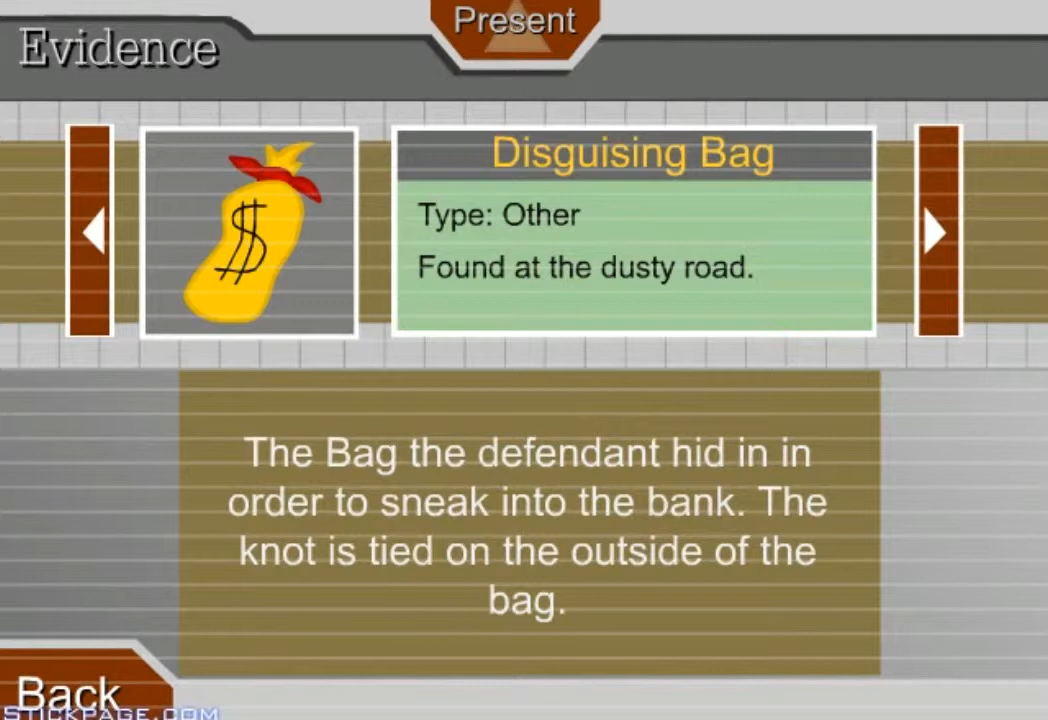 Present
Evidence
Disguising Bag
Type: Other
Found at the dusty road.
$
The Bag the defendant hid in in
order to sneak into the bank. The
knot is tied on the outside of the
bag.
Back
STICKPAGE.COM